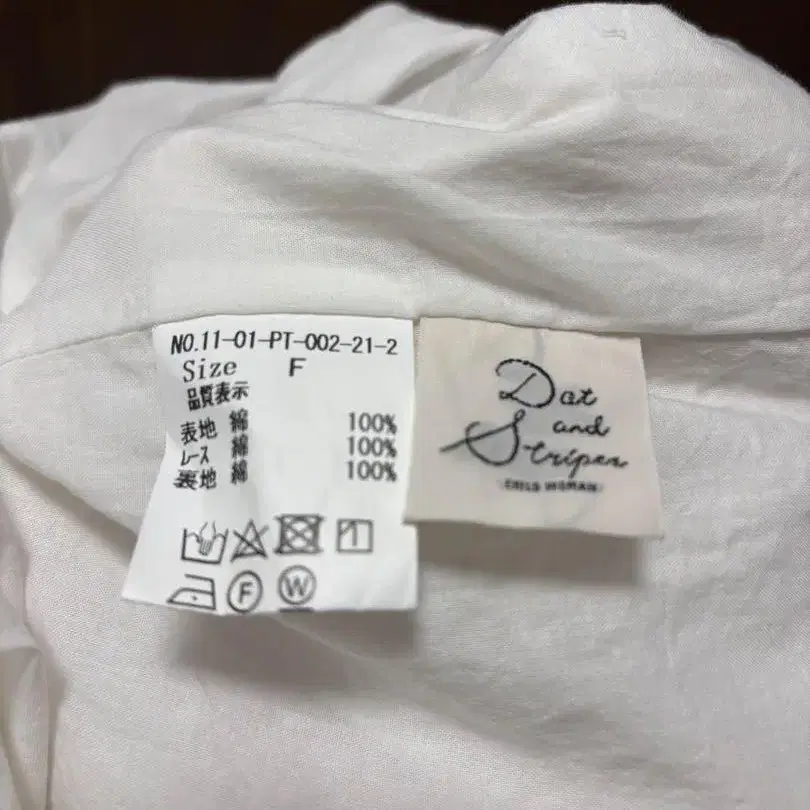 NO.11-01-PT-002-21-2
Size F
品質表示
表地 綿 100%
レース 綿 100%
裏地 綿 100%
F W
Dot
and
Stripes
CHILD WOMAN